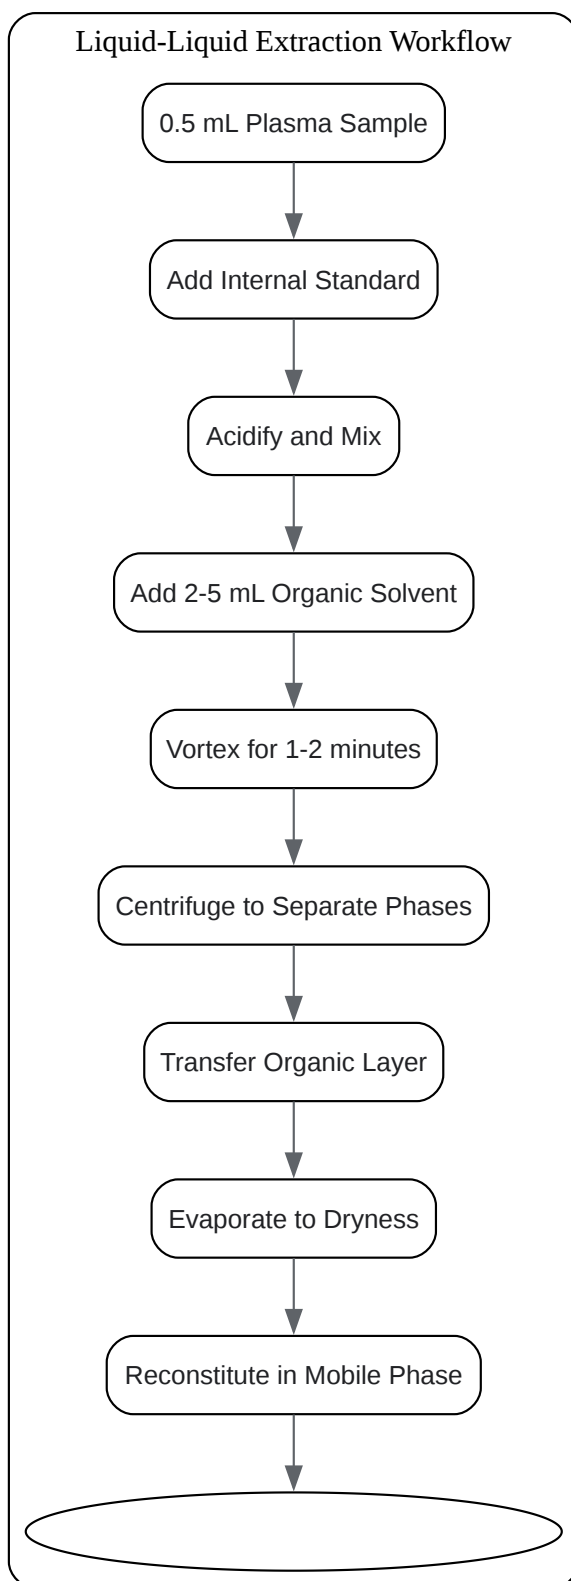 Liquid-Liquid Extraction Workflow
0.5 mL Plasma Sample
Add Internal Standard
Acidify and Mix
Add 2-5 mL Organic Solvent
Vortex for 1-2 minutes
Centrifuge to Separate Phases
Transfer Organic Layer
Evaporate to Dryness
Reconstitute in Mobile Phase